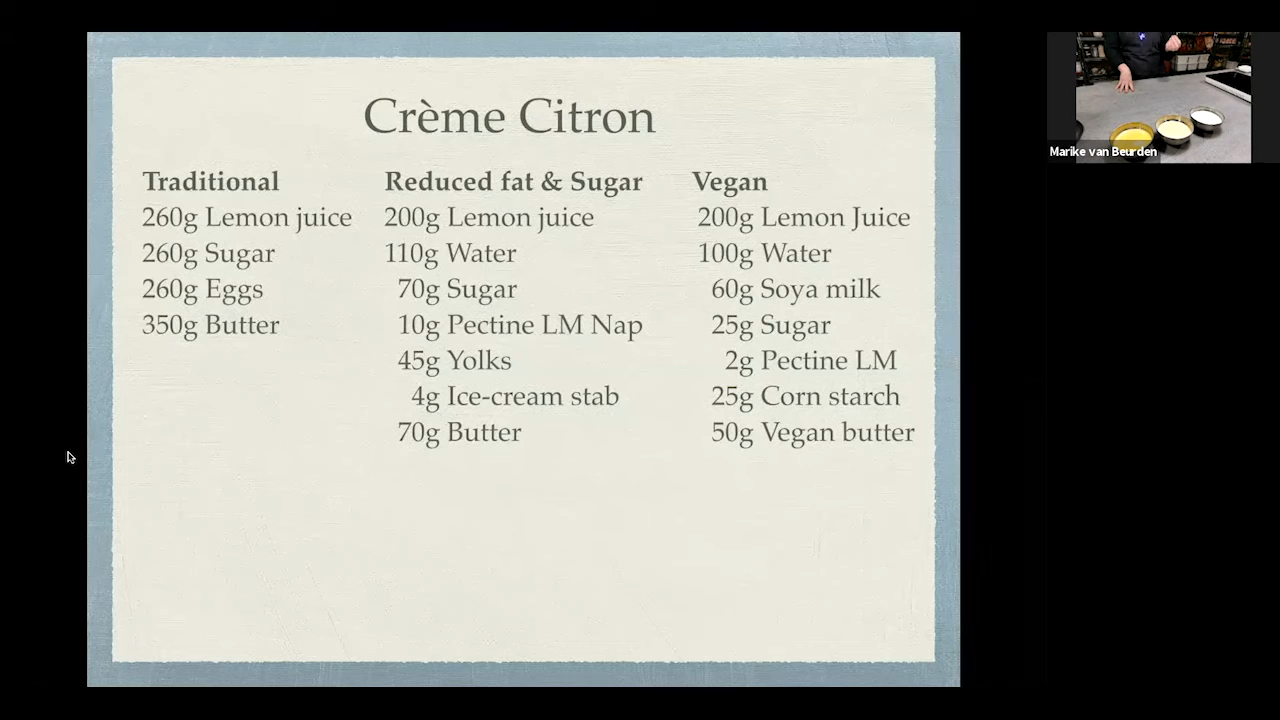 Crème Citron
Traditional
260g Lemon juice
260g Sugar
260g Eggs
350g Butter
Reduced fat & Sugar
200g Lemon juice
110g Water
70g Sugar
10g Pectine LM Nap
45g Yolks
4g Ice-cream stab
70g Butter
Vegan
200g Lemon Juice
100g Water
60g Soya milk
25g Sugar
2g Pectine LM
25g Corn starch
50g Vegan butter
Marike van Beurden